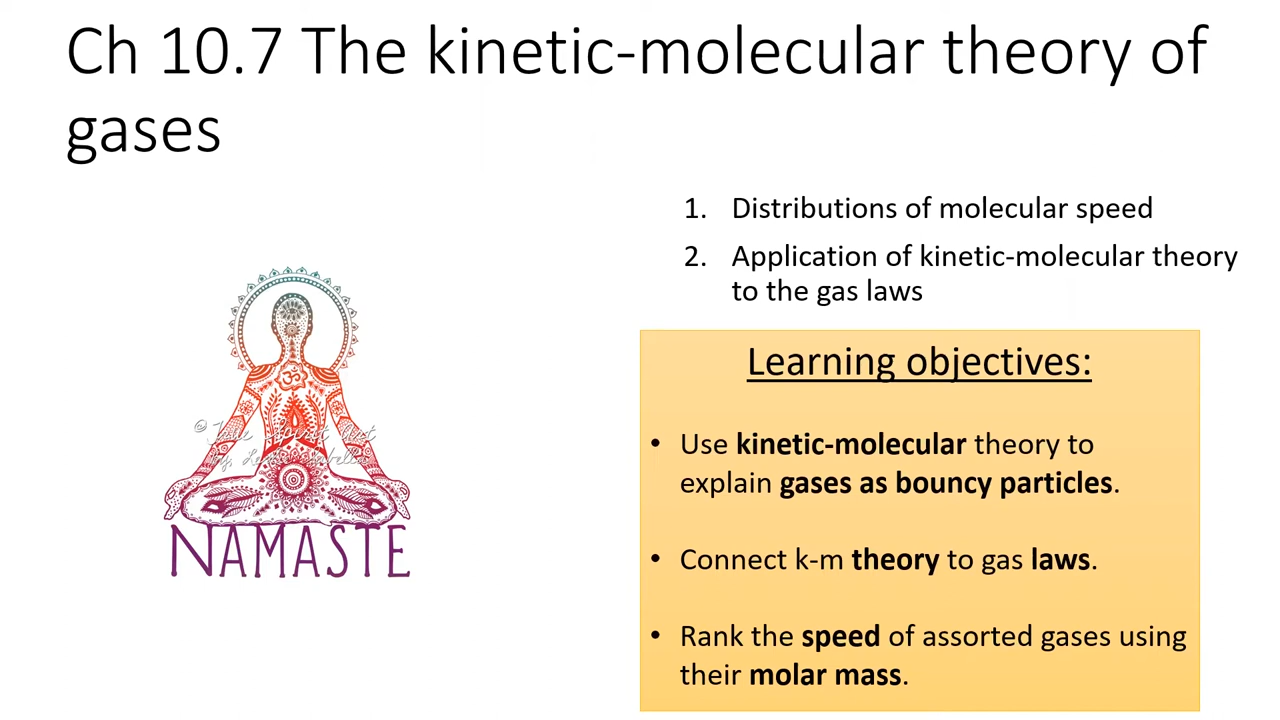 Ch 10.7 The kinetic-molecular theory of
gases
1. Distributions of molecular speed
2. Application of kinetic-molecular theory
to the gas laws
Learning objectives:
• Use kinetic-molecular theory to
explain gases as bouncy particles.
• Connect k-m theory to gas laws.
• Rank the speed of assorted gases using
their molar mass.
ॐ
©
by
NAMASTE